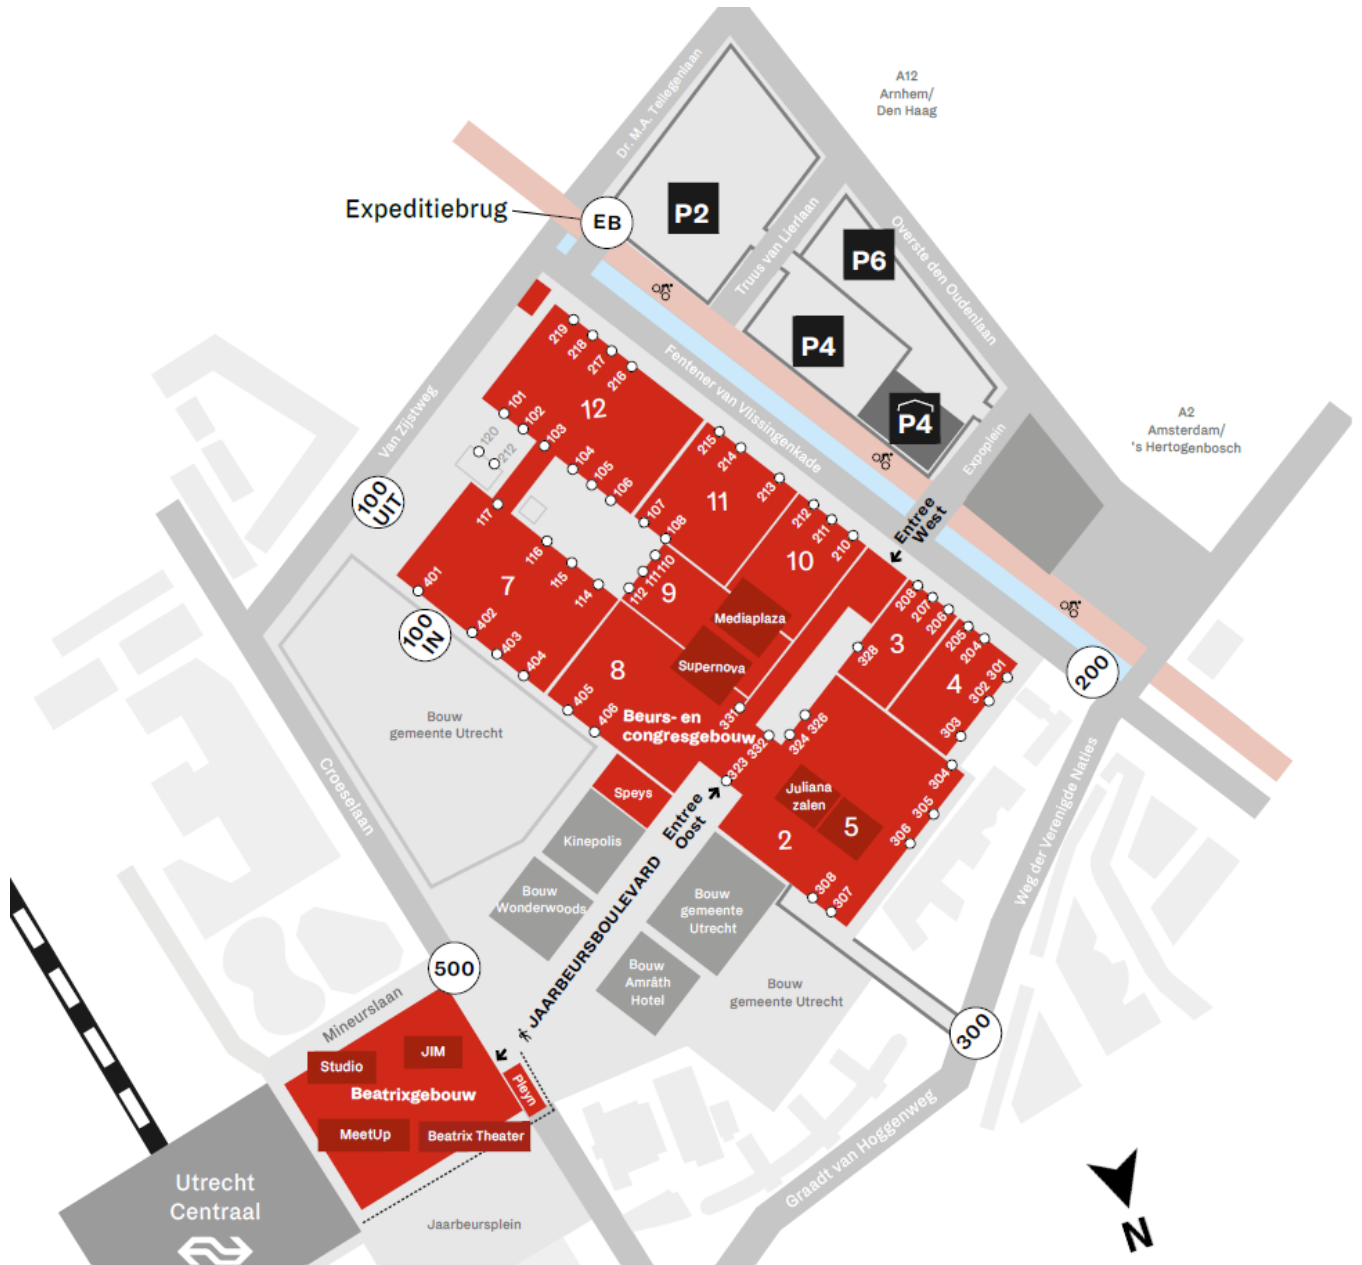 A12
Arnhem/
Den Haag
Dr. M.A. Tellegenlaan
P2
Expeditiebrug
EB
Truus van Lierlaan
P6
Overste den Oudenlaan
P4
P4
Fentener van Vlissingenkade
Expoplein
A2
Amsterdam/
's Hertogenbosch
Van Zijstweg
219
218
217
216
12
101
102
103
120
212
104
105
106
107
108
215
214
213
11
212
211
210
10
Entree
West
100
UIT
117
116
115
114
7
110
111
112
9
Mediaplaza
Supernova
8
Beurs- en
congresgebouw
401
402
403
404
405
406
100
IN
208
207
206
205
204
3
4
301
302
303
304
305
306
307
308
328
326
324
323
331
332
200
Juliana
zalen
5
2
Bouw
gemeente Utrecht
Croeselaan
Speys
Kinepolis
Bouw
Wonderwoods
Entree
Oost
JAARBEURSBOULEVARD
Bouw
gemeente
Utrecht
Bouw
Amrâth
Hotel
Bouw
gemeente Utrecht
Weg der Verenigde Naties
300
Graadt van Hoggenweg
500
Mineurslaan
Studio
JIM
Beatrixgebouw
MeetUp
Beatrix Theater
Pleyn
Utrecht
Centraal
Jaarbeursplein
N